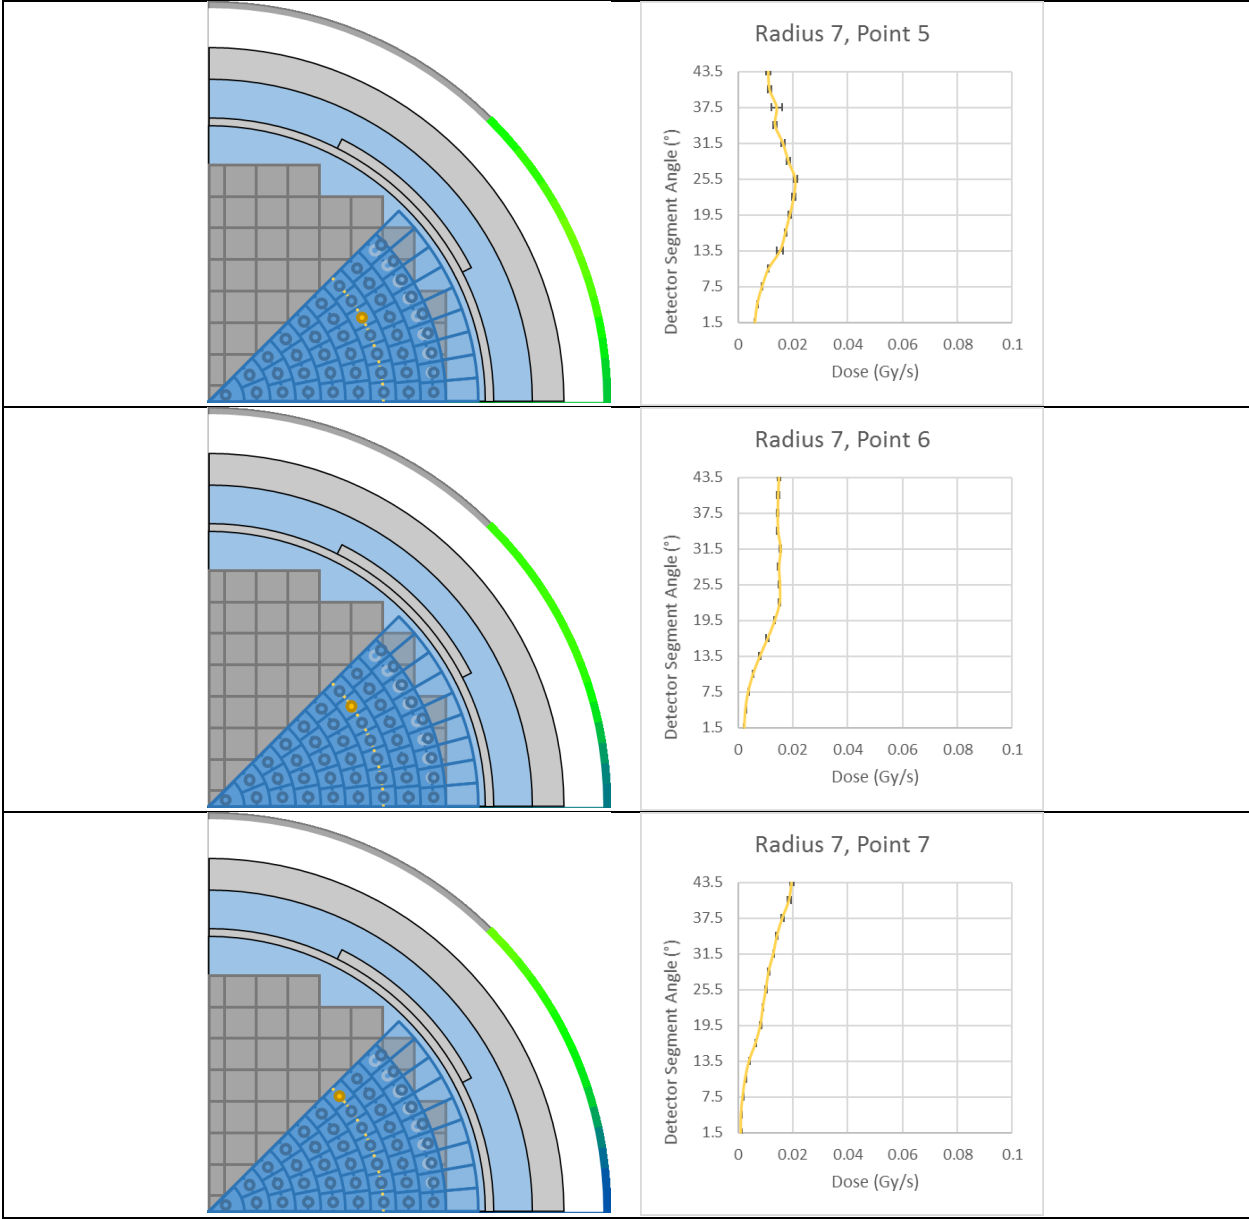 Radius 7, Point 5
Detector Segment Angle (°)
43.5
37.5
31.5
25.5
19.5
13.5
7.5
1.5
0 0.02 0.04 0.06 0.08 0.1
Dose (Gy/s)
Radius 7, Point 6
Detector Segment Angle (°)
43.5
37.5
31.5
25.5
19.5
13.5
7.5
1.5
0 0.02 0.04 0.06 0.08 0.1
Dose (Gy/s)
Radius 7, Point 7
Detector Segment Angle (°)
43.5
37.5
31.5
25.5
19.5
13.5
7.5
1.5
0 0.02 0.04 0.06 0.08 0.1
Dose (Gy/s)